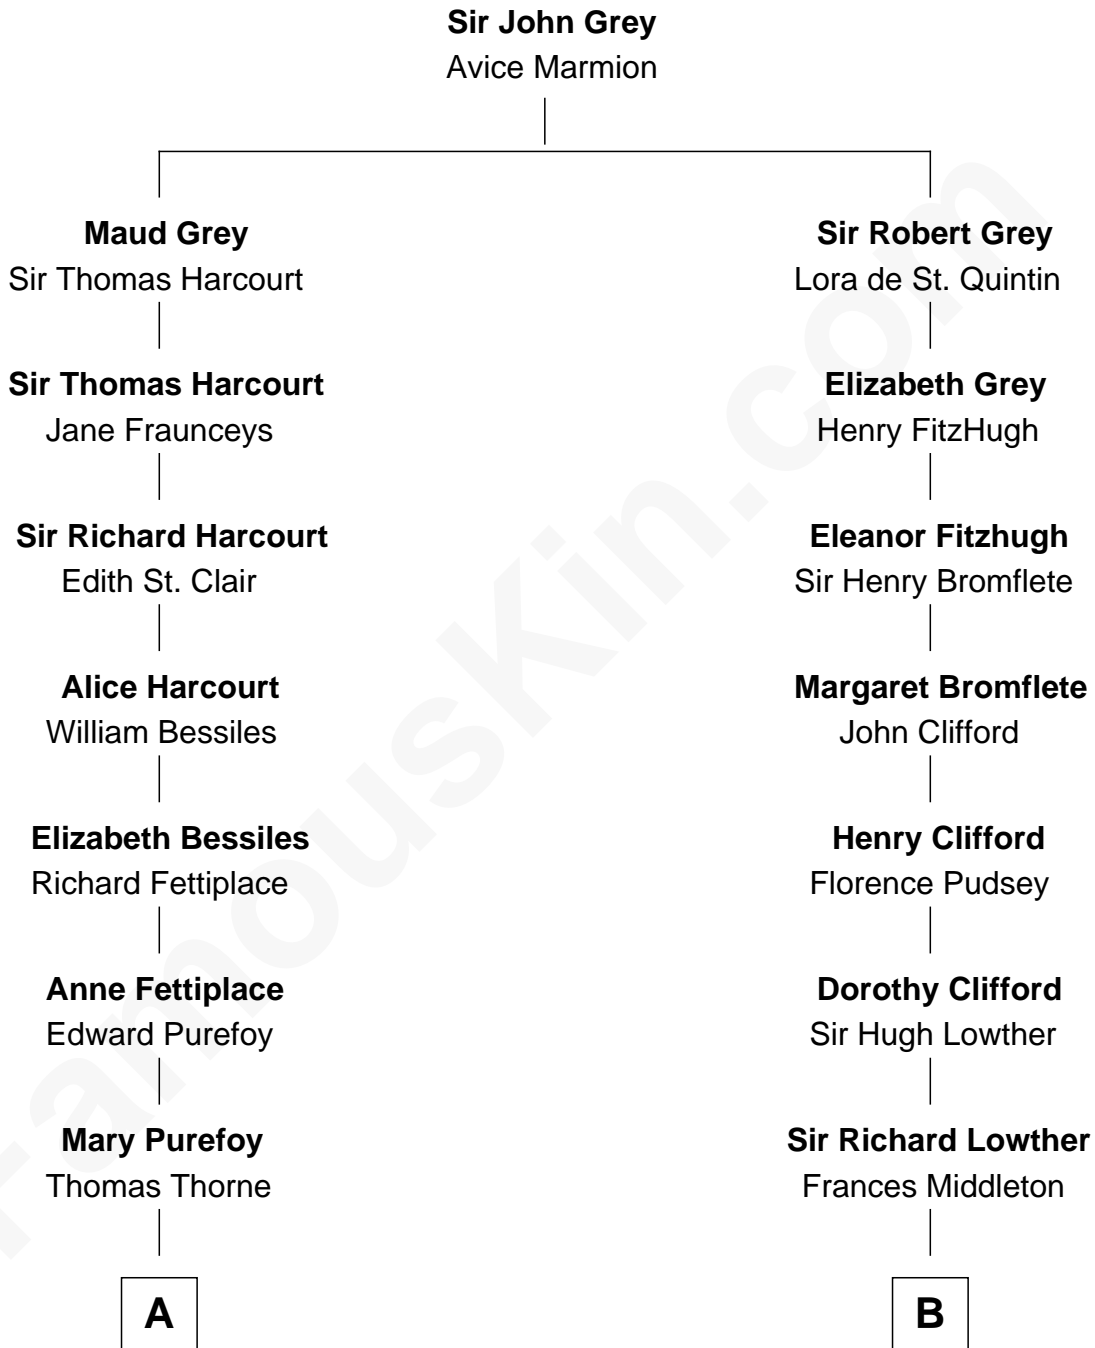 Sir John Grey
Avice Marmion
Maud Grey
Sir Thomas Harcourt
Sir Robert Grey
Lora de St. Quintin
Sir Thomas Harcourt
Jane Fraunceys
Elizabeth Grey
Henry FitzHugh
Sir Richard Harcourt
Edith St. Clair
Eleanor Fitzhugh
Sir Henry Bromflete
Alice Harcourt
William Bessiles
Margaret Bromflete
John Clifford
Elizabeth Bessiles
Richard Fettiplace
Henry Clifford
Florence Pudsey
Anne Fettiplace
Edward Purefoy
Dorothy Clifford
Sir Hugh Lowther
Mary Purefoy
Thomas Thorne
Sir Richard Lowther
Frances Middleton
A
B
FamousKin.com